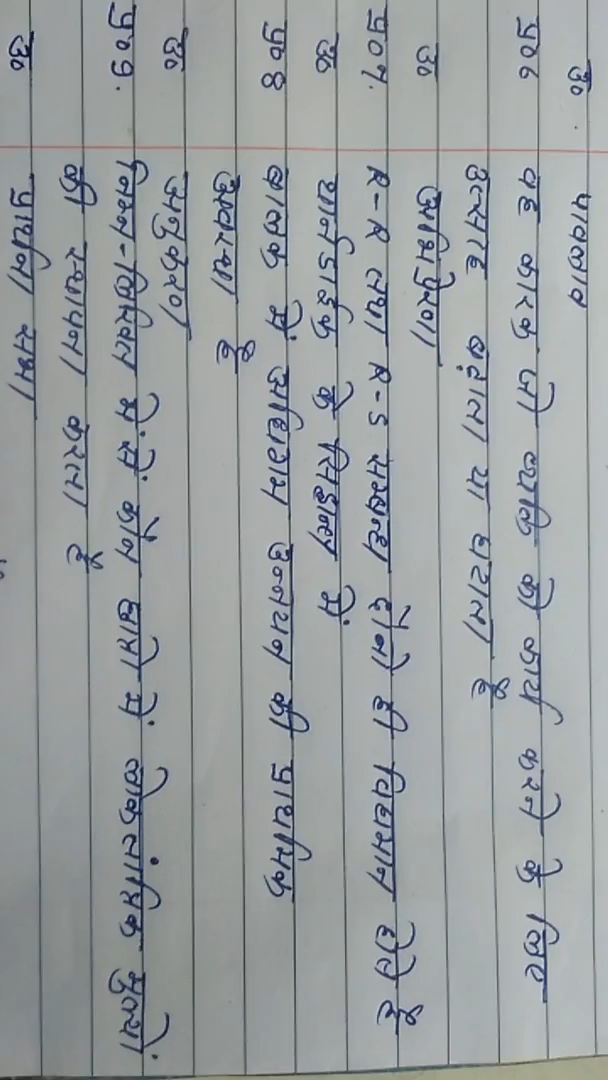 उ० . पावलाव
प्र०6 वह कारक जो व्यक्ति को कार्य करने के लिए
उत्साह बढ़ाता या घटाता है
उ० अभिप्रेरणा
प्र०7. R-R तथा R-S सम्बन्ध दोनो ही विद्यमान होते हैं
थार्नडाईक के सिद्धान्त में
उ०
प्र०8 बालक में अधिगम उन्नयन की प्राथमिक
अवस्था है
उ० अनुकरण
प्र०9. निम्न-लिखित में से कौन छात्रो में लोकतांत्रिक मुल्यों
की स्थापना करता है
उ० प्रार्थना सभा